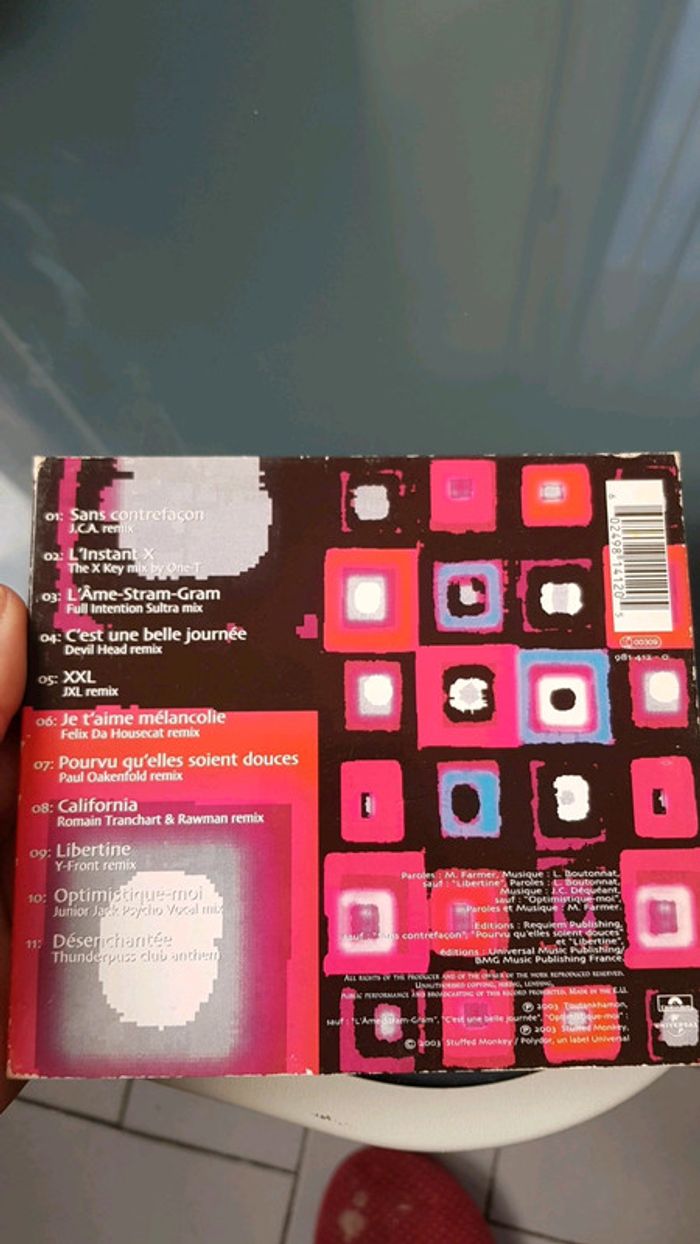 01: Sans contrefaçon
J.C.A. remix
02: L'Instant X
The X Key mix by One-T
03: L'Âme-Stram-Gram
Full Intention Sultra mix
04: C'est une belle journée
Devil Head remix
05: XXL
JXL remix
06: Je t'aime mélancolie
Felix Da Housecat remix
07: Pourvu qu'elles soient douces
Paul Oakenfold remix
08: California
Romain Tranchart & Rawman remix
09: Libertine
Y-Front remix
10: Optimistique-moi
Junior Jack Psycho Vocal mix
11: Désenchantée
Thunderpuss club anthem
6 02498 14120 5
00309
981 412 - 0
Paroles : M. Farmer, Musique : L. Boutonnat,
sauf : "Libertine", Paroles : L. Boutonnat,
Musique : J.C. Déquéant,
sauf : "Optimistique-moi",
Paroles et Musique : M. Farmer.
Editions : Requiem Publishing,
sauf : "Sans contrefaçon", "Pourvu qu'elles soient douces"
et "Libertine",
éditions : Universal Music Publishing/
BMG Music Publishing France.
All rights of the producer and of the owner of the work reproduced reserved.
Unauthorised copying, hiring, lending,
public performance and broadcasting of this record prohibited. Made in the E.U.
℗ 2003 Toutankhamon,
sauf : "L'Âme-Stram-Gram", "C'est une belle journée", "Optimistique-moi" :
℗ 2003 Stuffed Monkey,
© 2003 Stuffed Monkey / Polydor, un label Universal
UNIVERSAL